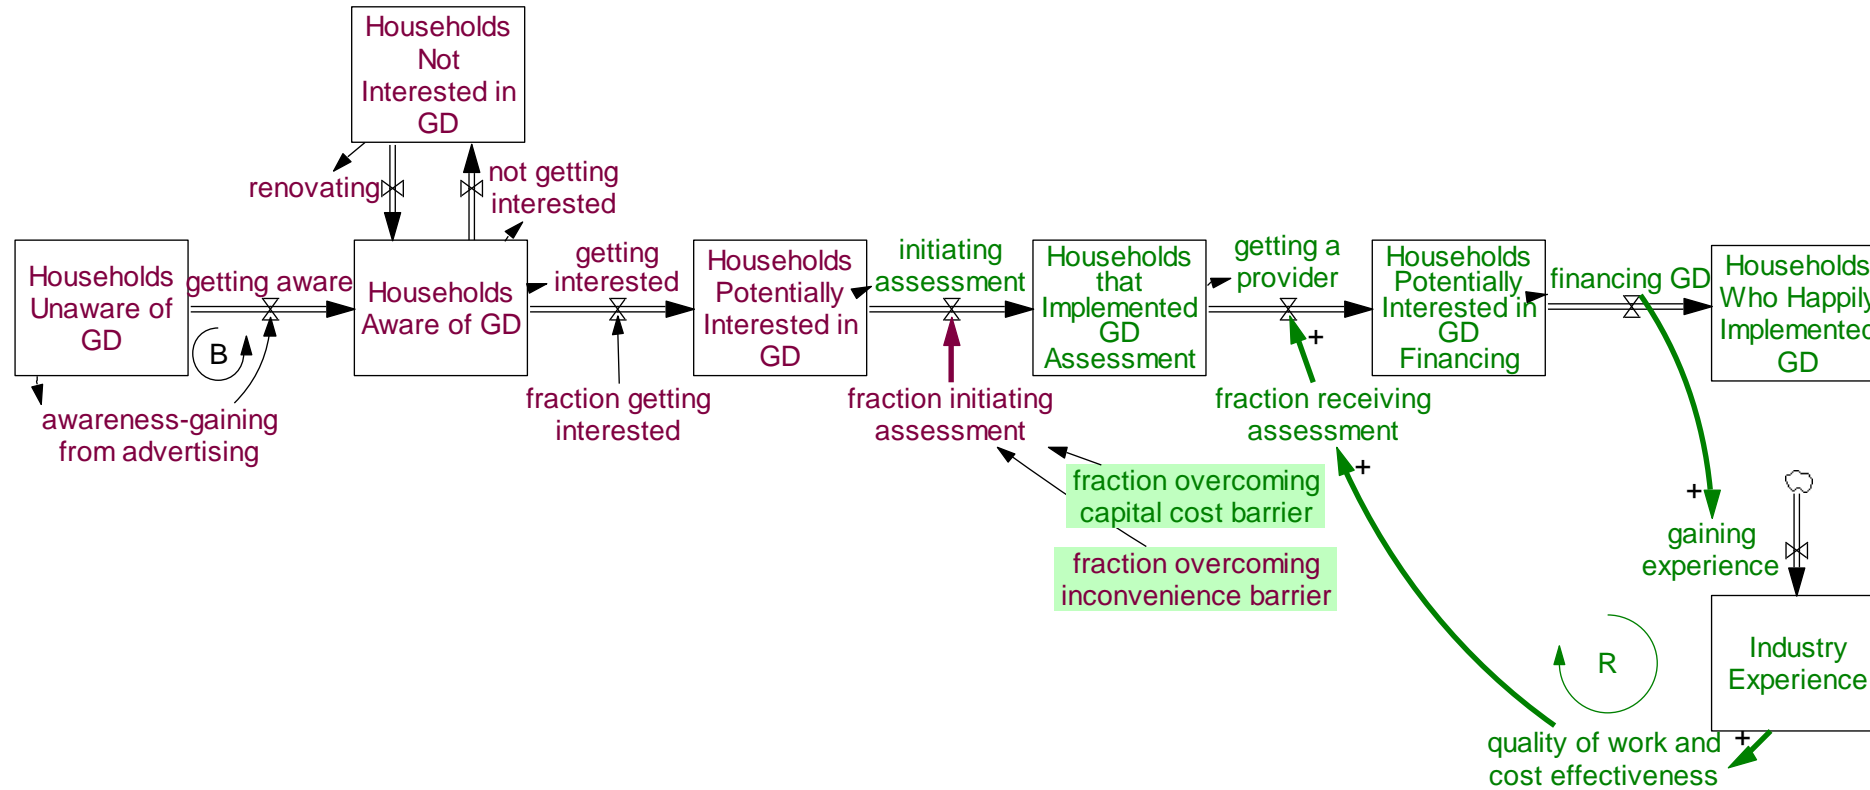 Households
Not
Interested in
GD
renovating
not getting
interested
Households
Unaware of
GD
getting aware
B
awareness-gaining
from advertising
Households
Aware of GD
getting
interested
fraction getting
interested
Households
Potentially
Interested in
GD
initiating
assessment
fraction initiating
assessment
fraction overcoming
capital cost barrier
fraction overcoming
inconvenience barrier
Households
that
Implemented
GD
Assessment
getting a
provider
+
fraction receiving
assessment
+
Households
Potentially
Interested in
GD
Financing
financing GD
Households
Who Happily
Implemented
GD
+
gaining
experience
Industry
Experience
R
+
quality of work and
cost effectiveness